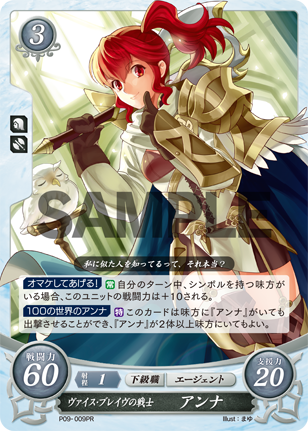 3
SAMPLE
私に似た人を知ってるって、それ本当?
オマケしてあげる! 常 自分のターン中、シンボルを持つ味方が
いる場合、このユニットの戦闘力は+10される。
100の世界のアンナ 特 このカードは味方に『アンナ』がいても
出撃させることができ、『アンナ』が2体以上味方にいてもよい。
戦闘力
60
射程 1
下級職
エージェント
支援力
20
ヴァイス・ブレイヴの戦士 アンナ
P09-009PR
Illust:まゆ